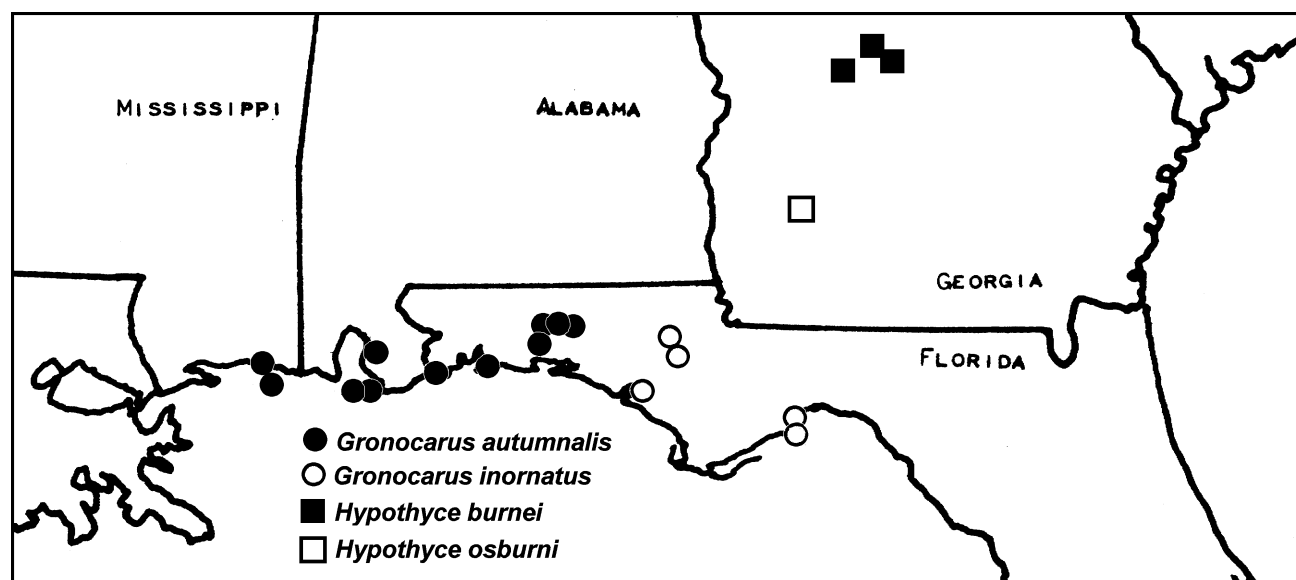 MISSISSIPPI
ALABAMA
GEORGIA
FLORIDA
Gronocarus autumnalis
Gronocarus inornatus
Hypothyce burnei
Hypothyce osburni